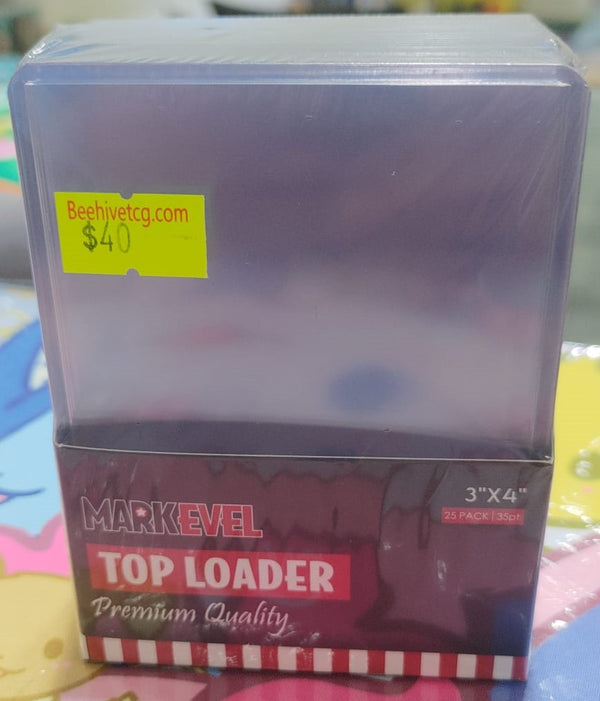 Beehivetcg.com
$40
3"X4"
25 PACK | 35pt
MARKEVEL
TOP LOADER
Premium Quality